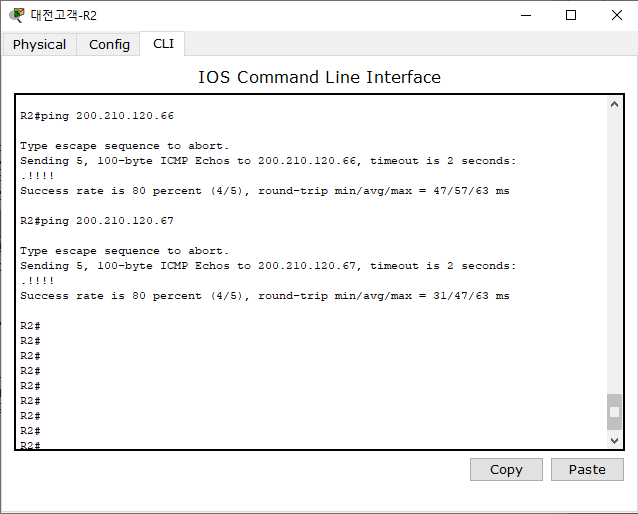 대전고객-R2
Physical Config CLI
IOS Command Line Interface
R2#ping 200.210.120.66
Type escape sequence to abort.
Sending 5, 100-byte ICMP Echos to 200.210.120.66, timeout is 2 seconds:
.!!!!
Success rate is 80 percent (4/5), round-trip min/avg/max = 47/57/63 ms
R2#ping 200.210.120.67
Type escape sequence to abort.
Sending 5, 100-byte ICMP Echos to 200.210.120.67, timeout is 2 seconds:
.!!!!
Success rate is 80 percent (4/5), round-trip min/avg/max = 31/47/63 ms
R2#
R2#
R2#
R2#
R2#
R2#
R2#
R2#
R2#
Copy Paste